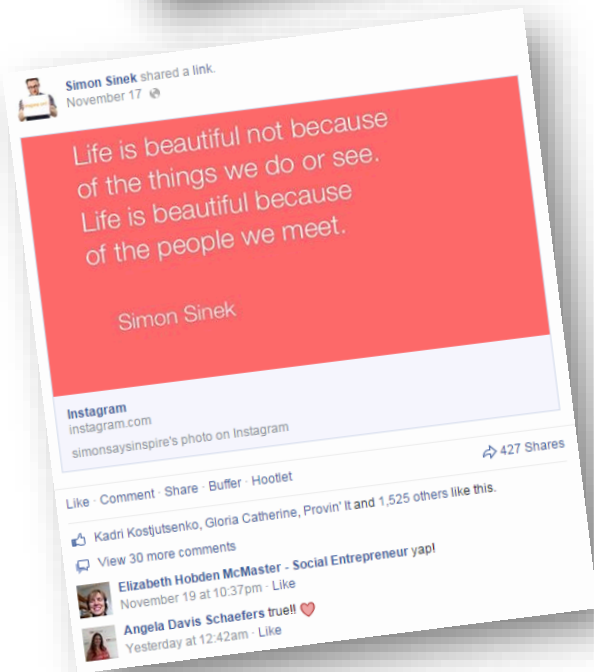 Simon Sinek shared a link.
November 17
Life is beautiful not because
of the things we do or see.
Life is beautiful because
of the people we meet.
Simon Sinek
Instagram
instagram.com
simonsaysinspire's photo on Instagram
Like · Comment · Share · Buffer · Hootlet
427 Shares
Kadri Kostjutsenko, Gloria Catherine, Provin' It and 1,525 others like this.
View 30 more comments
Elizabeth Hobden McMaster - Social Entrepreneur yap!
November 19 at 10:37pm · Like
Angela Davis Schaefers true!!
Yesterday at 12:42am · Like